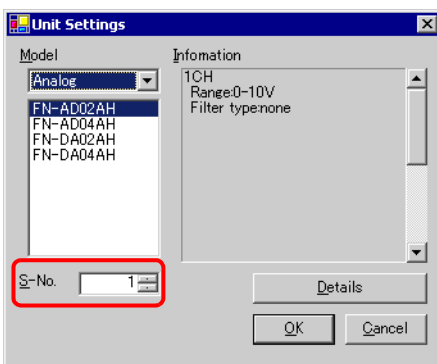 Unit Settings
Model
Analog
FN-AD02AH
FN-AD04AH
FN-DA02AH
FN-DA04AH
S-No.
1
Infomation
1CH
Range:0-10V
Filter type:none
Details
OK
Cancel